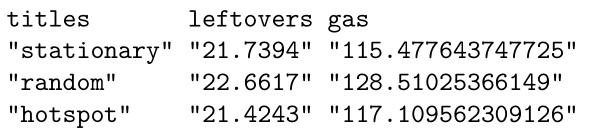 titles leftovers gas
"stationary" "21.7394" "115.477643747725"
"random" "22.6617" "128.51025366149"
"hotspot" "21.4243" "117.109562309126"